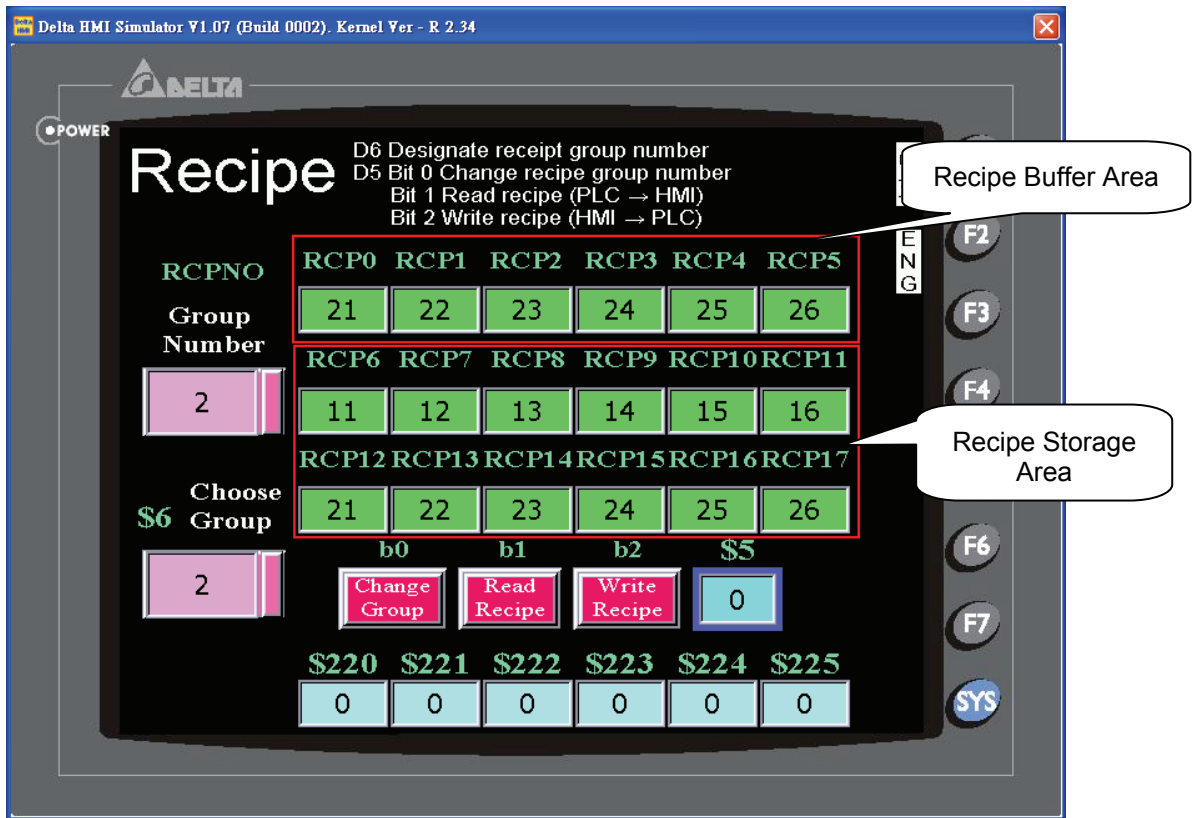 Delta HMI Simulator V1.07 (Build 0002). Kernel Ver - R 2.34
DELTA
POWER
Recipe
D6 Designate receipt group number
D5 Bit 0 Change recipe group number
Bit 1 Read recipe (PLC → HMI)
Bit 2 Write recipe (HMI → PLC)
Recipe Buffer Area
E
N
G
F2
RCPNO
RCP0 RCP1 RCP2 RCP3 RCP4 RCP5
21 22 23 24 25 26
F3
Group
Number
2
RCP6 RCP7 RCP8 RCP9 RCP10 RCP11
11 12 13 14 15 16
F4
Recipe Storage
Area
RCP12 RCP13 RCP14 RCP15 RCP16 RCP17
21 22 23 24 25 26
$6
Choose
Group
2
b0 b1 b2 $5
Change
Group
Read
Recipe
Write
Recipe
0
F6
F7
$220 $221 $222 $223 $224 $225
0 0 0 0 0 0
SYS